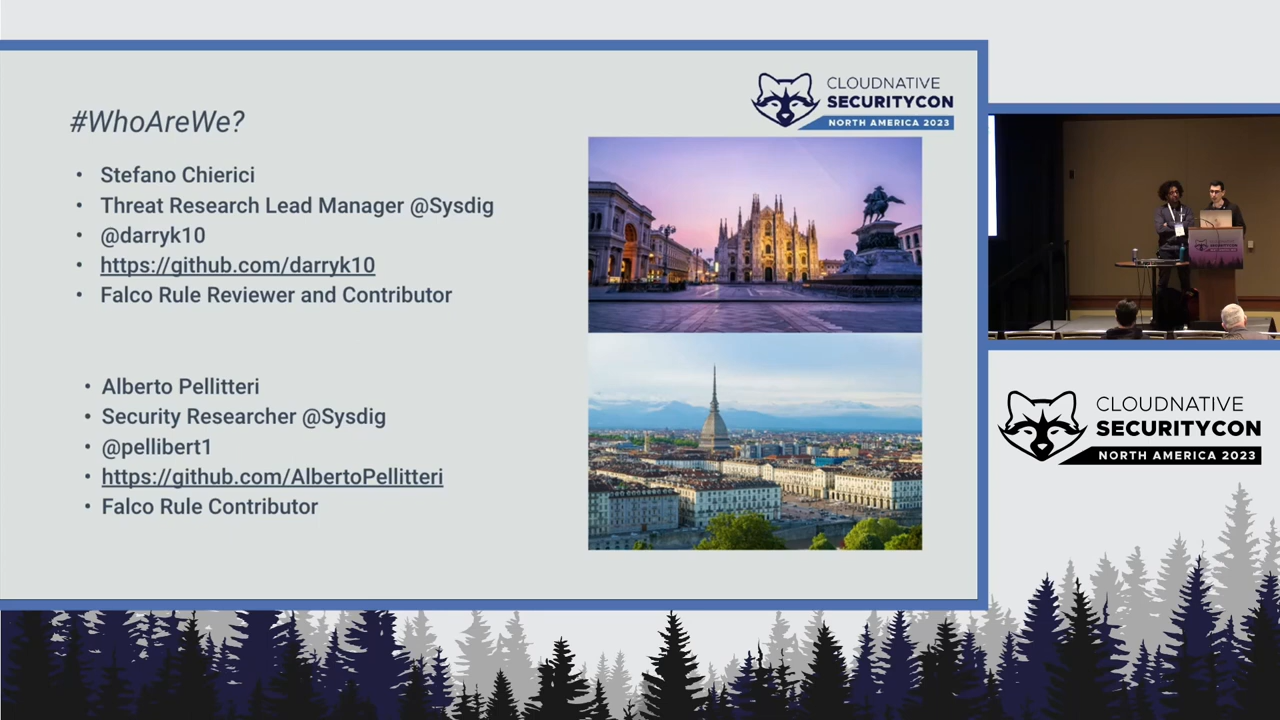 #WhoAreWe?
CLOUDNATIVE
SECURITYCON
NORTH AMERICA 2023
• Stefano Chierici
• Threat Research Lead Manager @Sysdig
• @darryk10
• https://github.com/darryk10
• Falco Rule Reviewer and Contributor
• Alberto Pellitteri
• Security Researcher @Sysdig
• @pellibert1
• https://github.com/AlbertoPellitteri
• Falco Rule Contributor
CLOUDNATIVE
SECURITYCON
NORTH AMERICA 2023